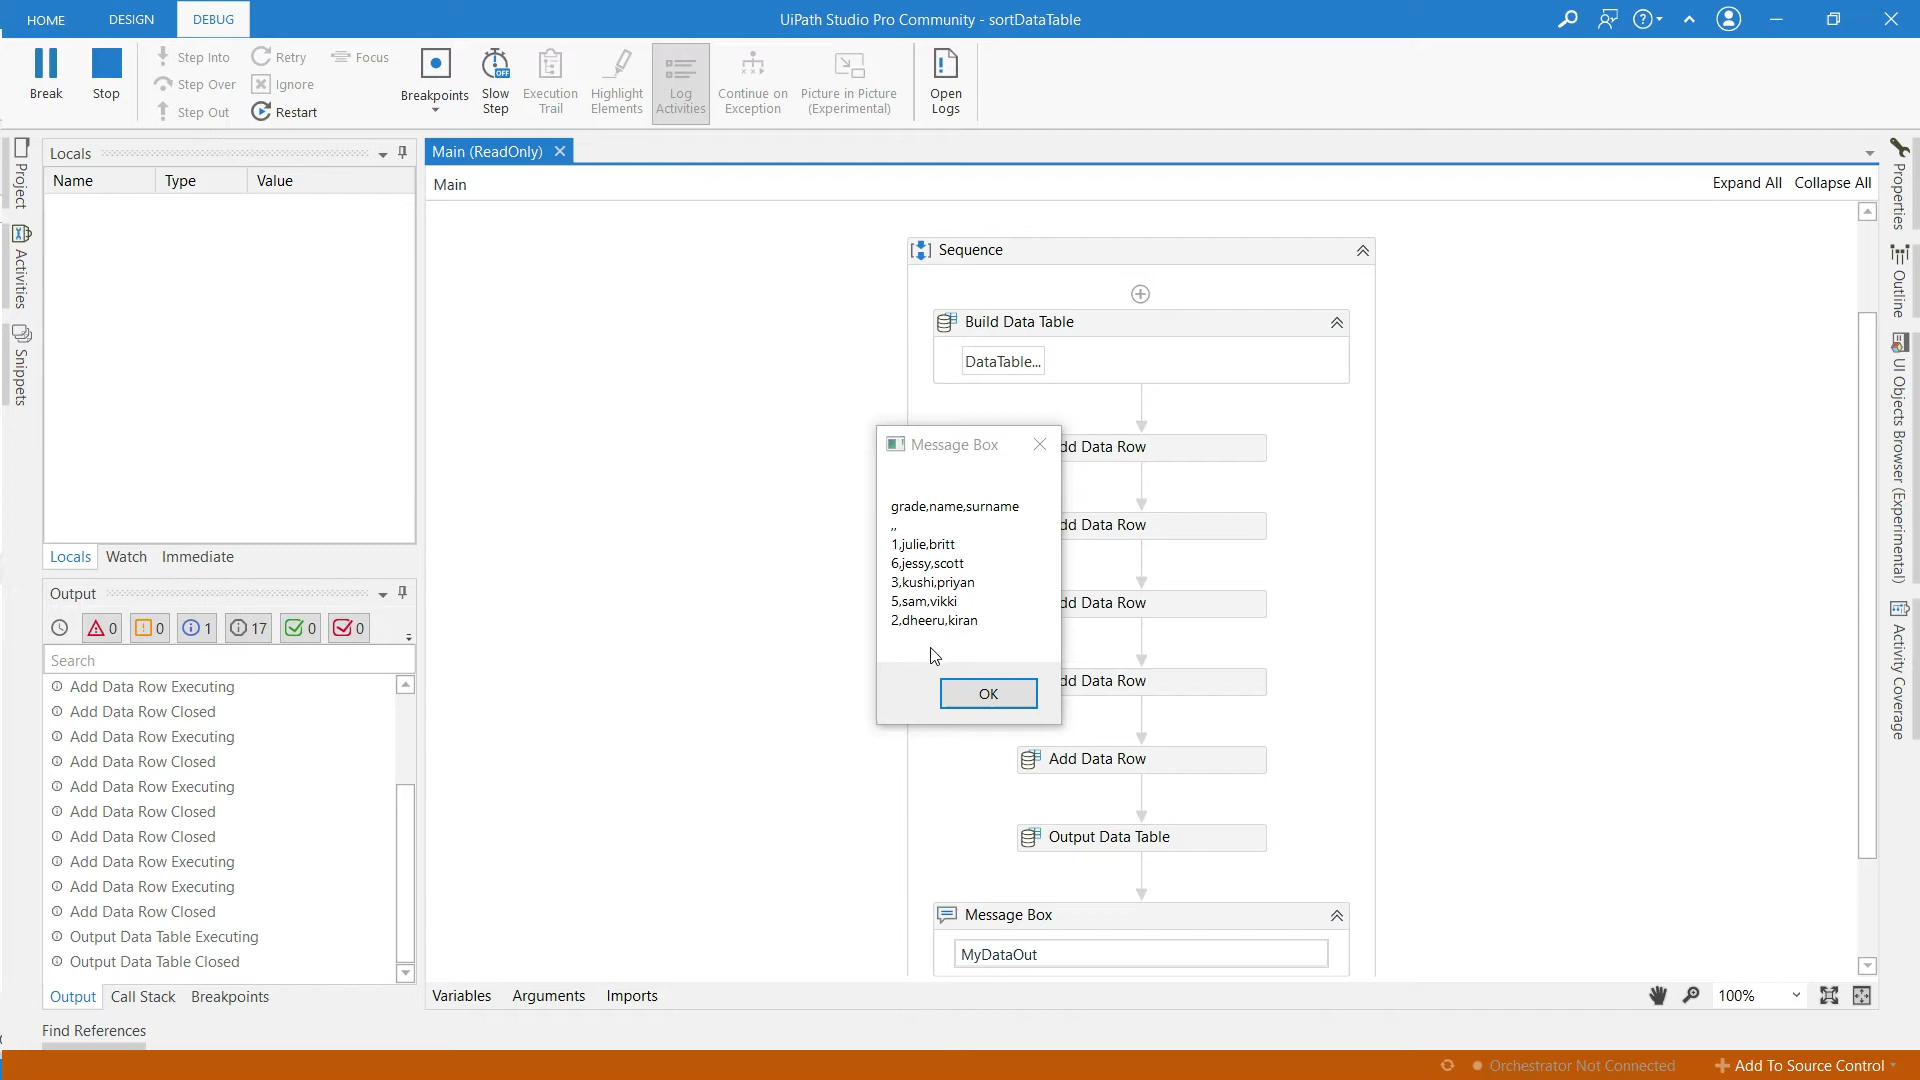 HOME DESIGN DEBUG UiPath Studio Pro Community - sortDataTable
Break Stop
Step Into Retry Focus
Step Over Ignore
Step Out Restart
Breakpoints
Slow Step
OFF
Execution Trail
Highlight Elements
Log Activities
Continue on Exception
Picture in Picture (Experimental)
Open Logs
Project
Activities
Snippets
Locals
Name Type Value
Locals Watch Immediate
Output
0 0 1 17 0 0
Search
Add Data Row Executing
Add Data Row Closed
Add Data Row Executing
Add Data Row Closed
Add Data Row Executing
Add Data Row Closed
Add Data Row Closed
Add Data Row Executing
Add Data Row Executing
Add Data Row Closed
Output Data Table Executing
Output Data Table Closed
Output Call Stack Breakpoints
Find References
Main (ReadOnly)
Main Expand All Collapse All
Sequence
Build Data Table
DataTable...
dd Data Row
dd Data Row
dd Data Row
dd Data Row
Add Data Row
Output Data Table
Message Box
MyDataOut
Message Box
grade,name,surname
,,
1,julie,britt
6,jessy,scott
3,kushi,priyan
5,sam,vikki
2,dheeru,kiran
OK
Variables Arguments Imports 100%
Properties
Outline
UI Objects Browser (Experimental)
Activity Coverage
Orchestrator Not Connected Add To Source Control